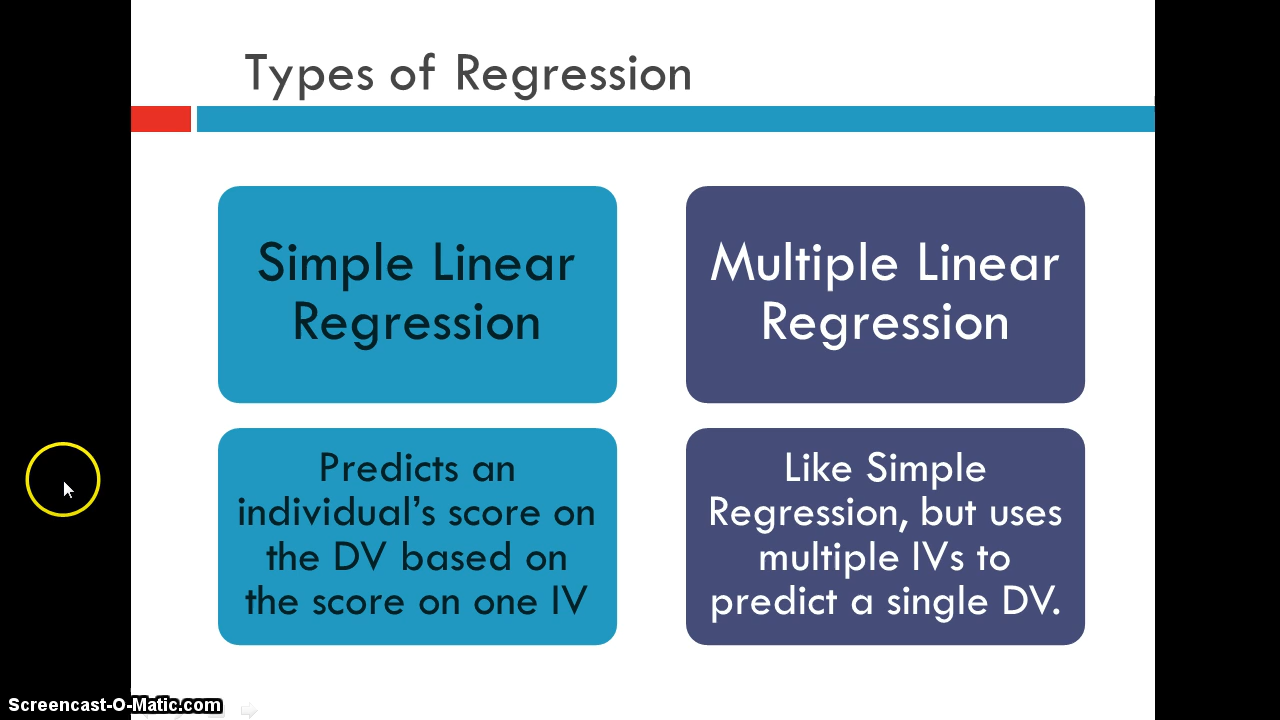 Types of Regression
Simple Linear
Regression
Multiple Linear
Regression
Predicts an
individual’s score on
the DV based on
the score on one IV
Like Simple
Regression, but uses
multiple IVs to
predict a single DV.
Screencast-O-Matic.com